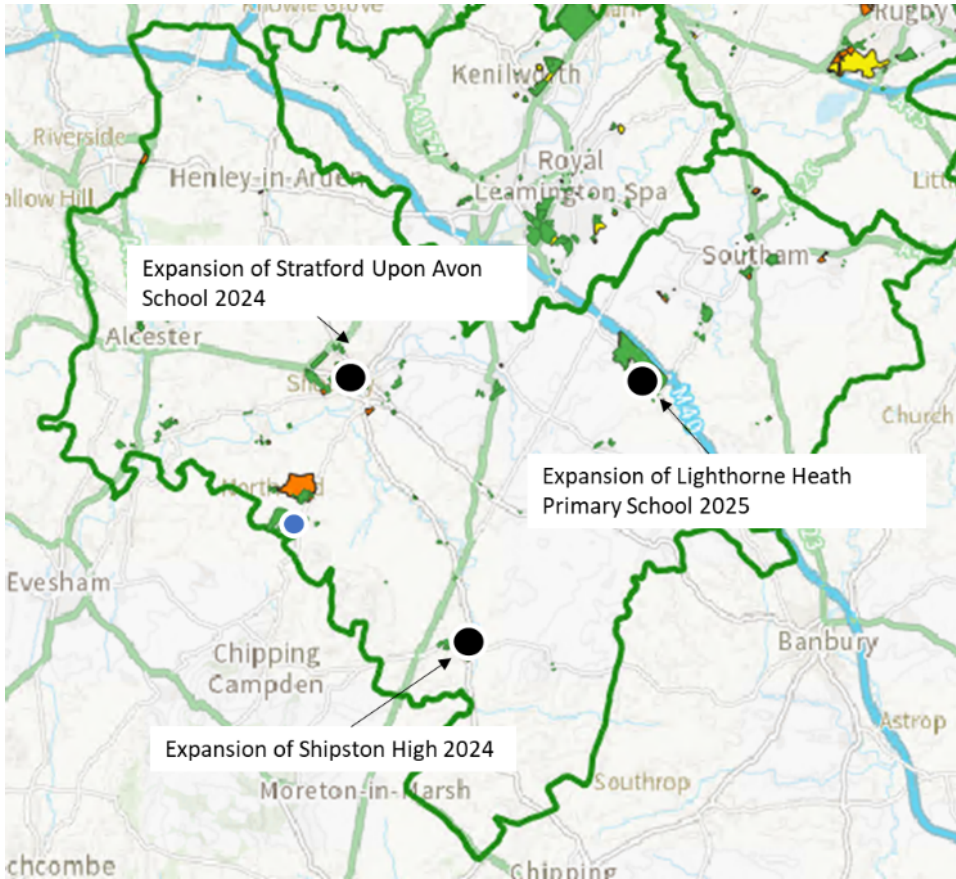 Rugby
Kenilworth
Riverside
Royal
Leamington Spa
Henley-in-Arden
allow Hill
Southam
Expansion of Stratford Upon Avon
School 2024
Alcester
M40
Church
Expansion of Lighthorne Heath
Primary School 2025
Evesham
Banbury
Chipping
Campden
Astrop
Expansion of Shipston High 2024
Southrop
Moreton-in-Marsh
chcombe
Chipping